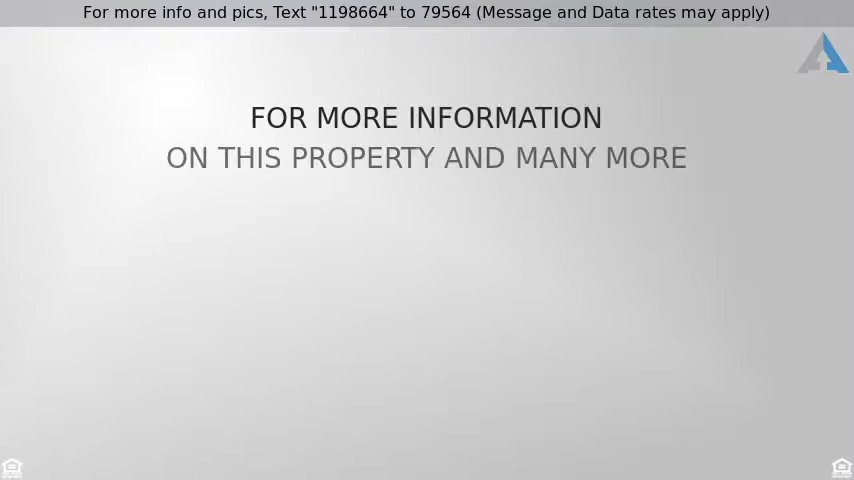 For more info and pics, Text "1198664" to 79564 (Message and Data rates may apply)
FOR MORE INFORMATION
ON THIS PROPERTY AND MANY MORE